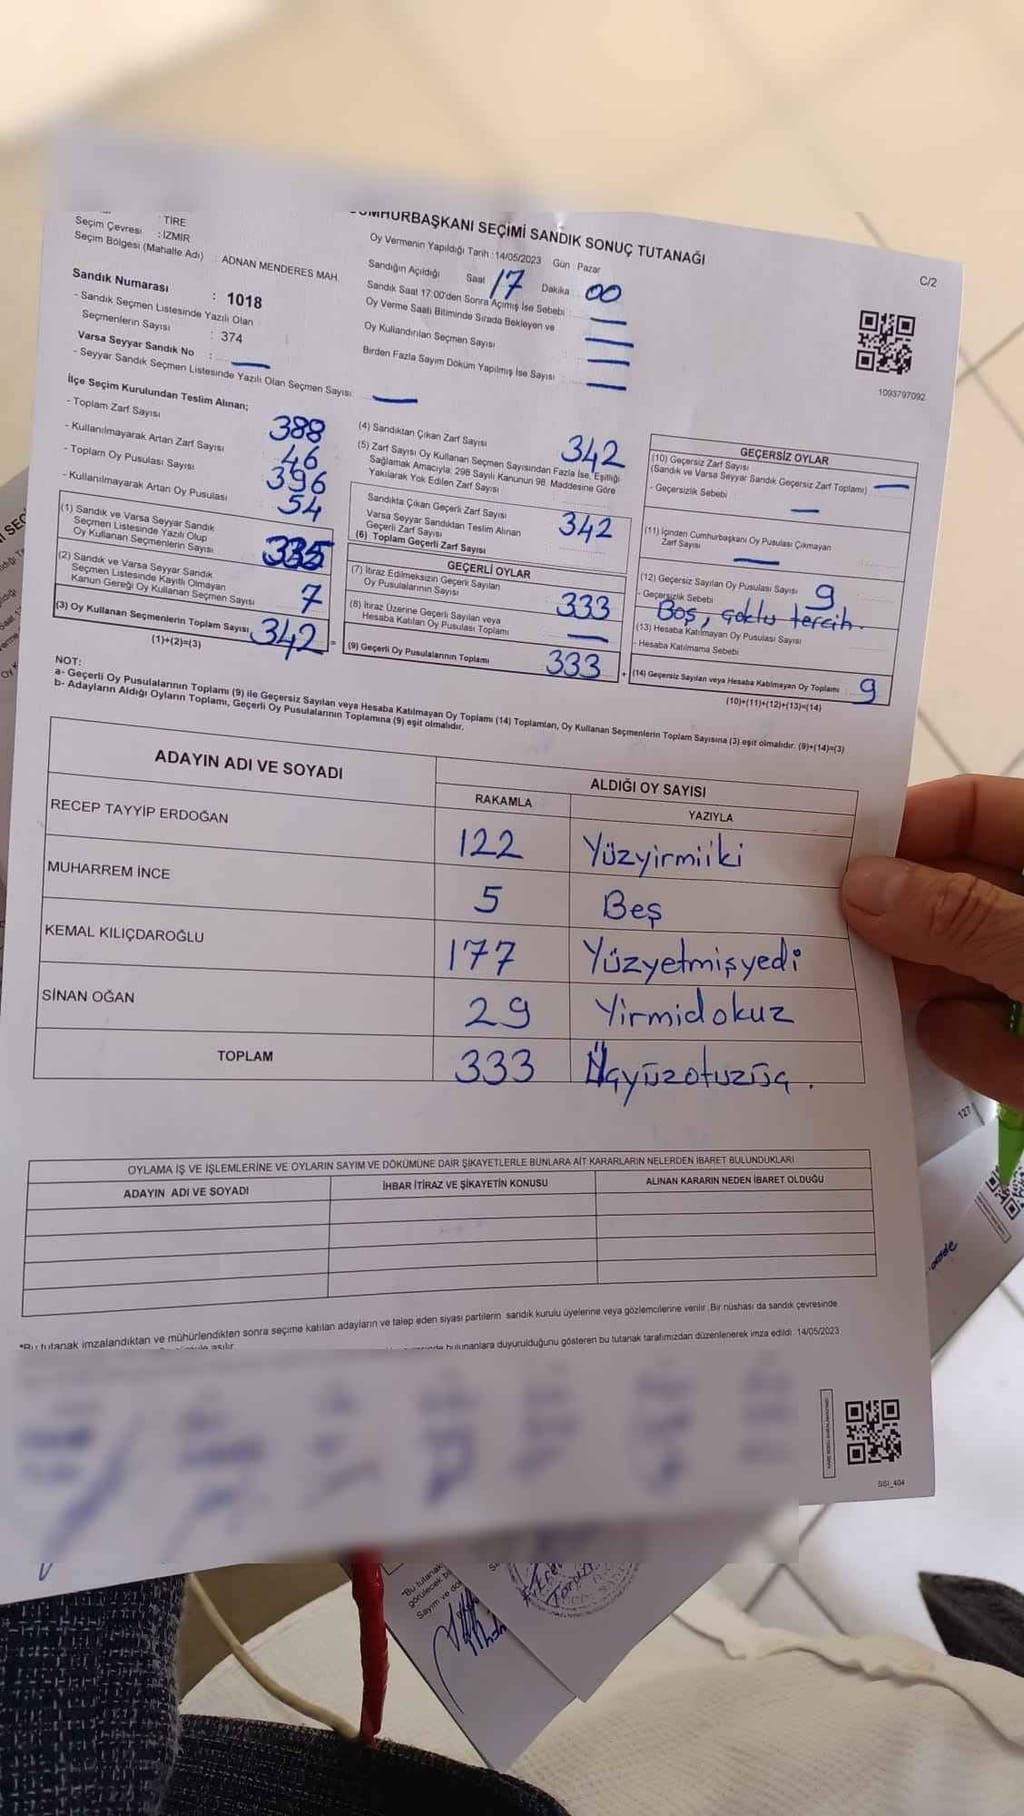 CUMHURBAŞKANI SEÇİMİ SANDIK SONUÇ TUTANAĞI
C/2
: TİRE
Seçim Çevresi : İZMİR
Seçim Bölgesi (Mahalle Adı) : ADNAN MENDERES MAH.
Sandık Numarası : 1018
- Sandık Seçmen Listesinde Yazılı Olan
Seçmenlerin Sayısı : 374
Varsa Seyyar Sandık No : —
- Seyyar Sandık Seçmen Listesinde Yazılı Olan Seçmen Sayısı: —
Oy Vermenin Yapıldığı Tarih : 14/05/2023 Gün : Pazar
Sandığın Açıldığı Saat 17 Dakika : 00
Sandık Saat 17:00'den Sonra Açımış İse Sebebi : —
Oy Verme Saati Bitiminde Sırada Bekleyen ve
Oy Kullandırılan Seçmen Sayısı : —
Birden Fazla Sayım Döküm Yapılmış İse Sayısı : —
1093797092
İlçe Seçim Kurulundan Teslim Alınan;
- Toplam Zarf Sayısı 388
- Kullanılmayarak Artan Zarf Sayısı 46
- Toplam Oy Pusulası Sayısı 396
- Kullanılmayarak Artan Oy Pusulası 54
(1) Sandık ve Varsa Seyyar Sandık
Seçmen Listesinde Yazılı Olup
Oy Kullanan Seçmenlerin Sayısı 335
(2) Sandık ve Varsa Seyyar Sandık
Seçmen Listesinde Kayıtlı Olmayan
Kanun Gereği Oy Kullanan Seçmen Sayısı 7
(3) Oy Kullanan Seçmenlerin Toplam Sayısı 342 =
(1)+(2)=(3)
(4) Sandıktan Çıkan Zarf Sayısı 342
(5) Zarf Sayısı Oy Kullanan Seçmen Sayısından Fazla İse, Eşitliği
Sağlamak Amacıyla; 298 Sayılı Kanunun 98. Maddesine Göre
Yakılarak Yok Edilen Zarf Sayısı
Sandıkta Çıkan Geçerli Zarf Sayısı
Varsa Seyyar Sandıktan Teslim Alınan
Geçerli Zarf Sayısı
(6) Toplam Geçerli Zarf Sayısı 342
GEÇERLİ OYLAR
(7) İtiraz Edilmeksizin Geçerli Sayılan
Oy Pusulalarının Sayısı 333
(8) İtiraz Üzerine Geçerli Sayılan veya
Hesaba Katılan Oy Pusulası Toplamı —
(9) Geçerli Oy Pusulalarının Toplamı 333 +
GEÇERSİZ OYLAR
(10) Geçersiz Zarf Sayısı
(Sandık ve Varsa Seyyar Sandık Geçersiz Zarf Toplamı) —
- Geçersizlik Sebebi —
(11) İçinden Cumhurbaşkanı Oy Pusulası Çıkmayan
Zarf Sayısı —
(12) Geçersiz Sayılan Oy Pusulası Sayısı 9
- Geçersizlik Sebebi
Boş, çoklu tercih.
(13) Hesaba Katılmayan Oy Pusulası Sayısı
- Hesaba Katılmama Sebebi
(14) Geçersiz Sayılan veya Hesaba Katılmayan Oy Toplamı 9
(10)+(11)+(12)+(13)=(14)
NOT:
a- Geçerli Oy Pusulalarının Toplamı (9) ile Geçersiz Sayılan veya Hesaba Katılmayan Oy Toplamı (14) Toplamları, Oy Kullanan Seçmenlerin Toplam Sayısına (3) eşit olmalıdır. (9)+(14)=(3)
b- Adayların Aldığı Oyların Toplamı, Geçerli Oy Pusulalarının Toplamına (9) eşit olmalıdır.
ADAYIN ADI VE SOYADI
ALDIĞI OY SAYISI
RAKAMLA YAZIYLA
RECEP TAYYİP ERDOĞAN 122 Yüzyirmiiki
MUHARREM İNCE 5 Beş
KEMAL KILIÇDAROĞLU 177 Yüzyetmişyedi
SİNAN OĞAN 29 Yirmidokuz
TOPLAM 333 Üçyüzotuzüç.
OYLAMA İŞ VE İŞLEMLERİNE VE OYLARIN SAYIM VE DÖKÜMÜNE DAİR ŞİKAYETLERLE BUNLARA AİT KARARLARIN NELERDEN İBARET BULUNDUKLARI
ADAYIN ADI VE SOYADI İHBAR İTİRAZ VE ŞİKAYETİN KONUSU ALINAN KARARIN NEDEN İBARET OLDUĞU
*Bu tutanak imzalandıktan ve mühürlendikten sonra seçime katılan adayların ve talep eden siyasi partilerin sandık kurulu üyelerine veya gözlemcilerine verilir. Bir nüshası da sandık çevresinde
asılır.
bulunanlara duyurulduğunu gösteren bu tutanak tarafımızdan düzenlenerek imza edildi. 14/05/2023
127
"Bu tutanak
Sayım ve dö